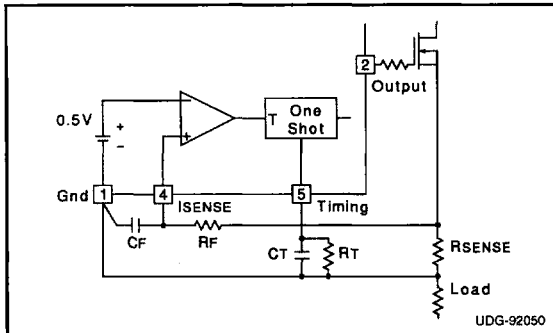 2
Output
One
Shot
T
0.5V
+
-
-
+
Gnd
1
4
5
ISENSE
Timing
CF
RF
CT
RT
RSENSE
Load
UDG-92050